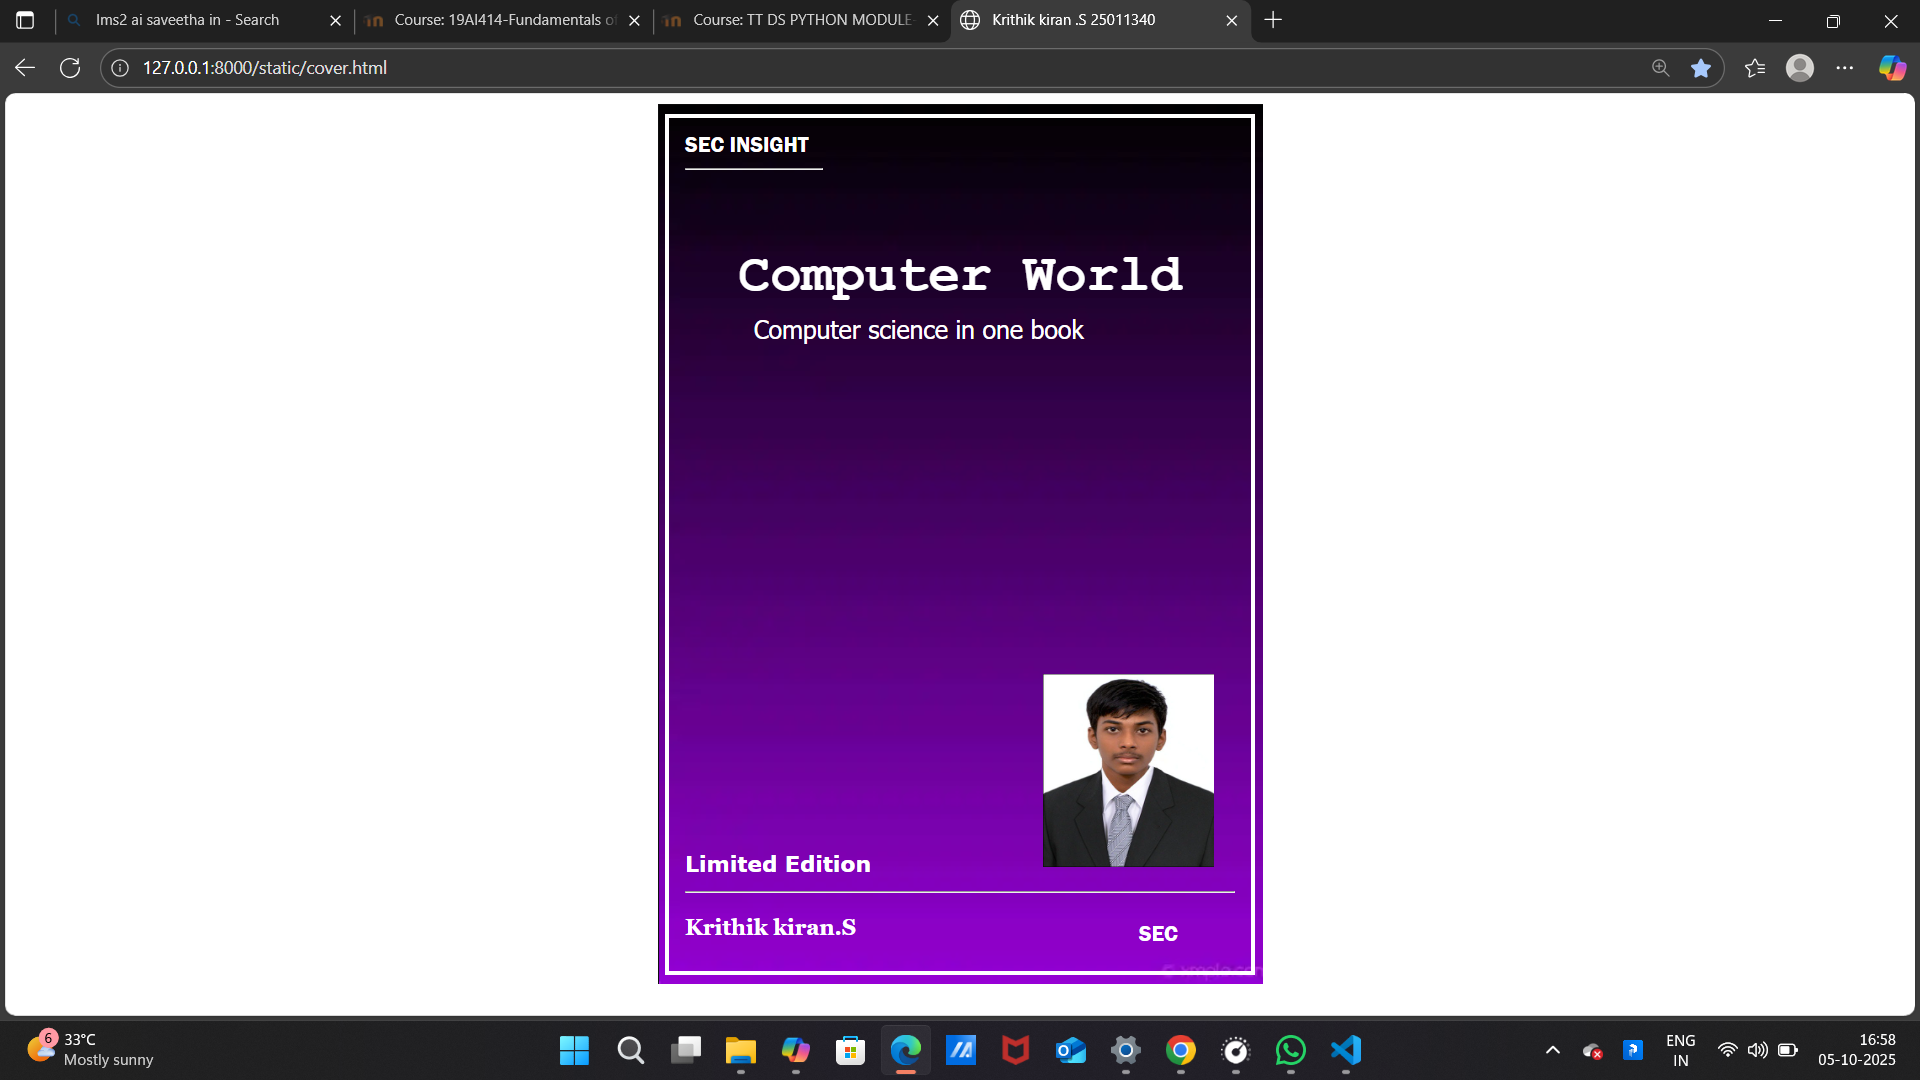 lms2 ai saveetha in - Search
Course: 19AI414-Fundamentals o
Course: TT DS PYTHON MODULE-
Krithik kiran .S 25011340
127.0.0.1:8000/static/cover.html
SEC INSIGHT
Computer World
Computer science in one book
Limited Edition
Krithik kiran.S
SEC
6
33°C
Mostly sunny
ENG
IN
16:58
05-10-2025